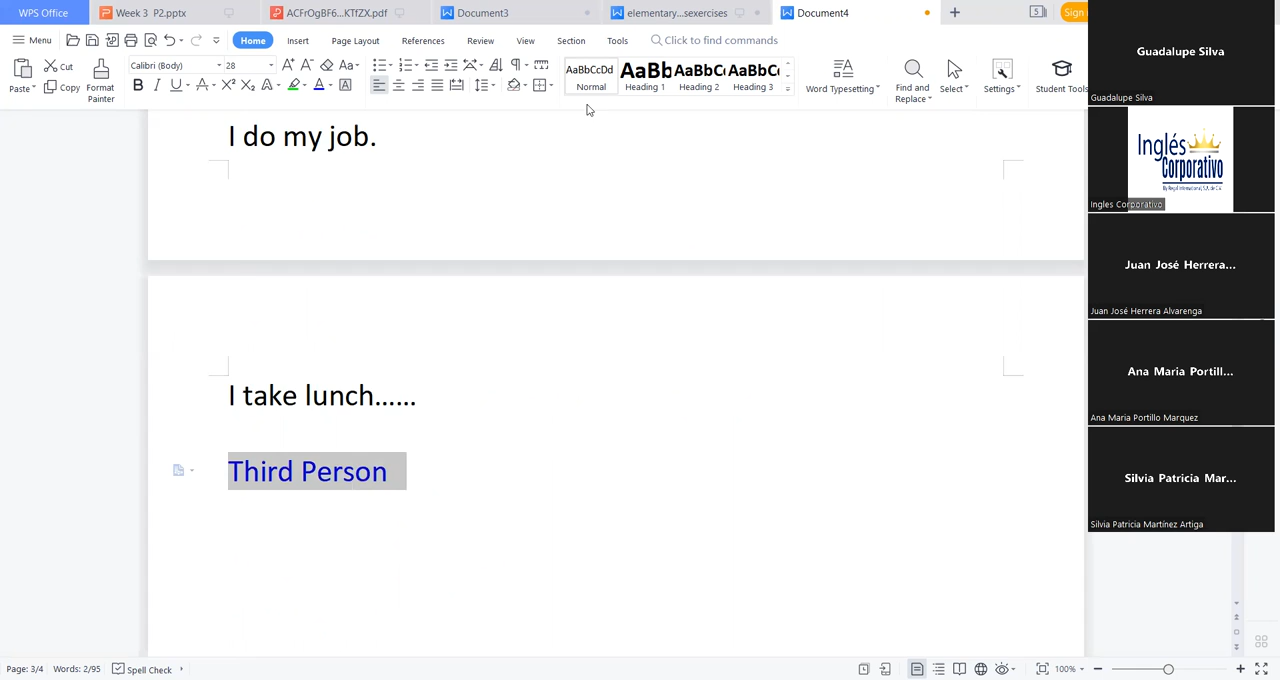 WPS Office
Week 3 P2.pptx
ACFrOgBF6...KTfZX.pdf
Document3
elementary...sexercises
Document4
Sign
Menu
Home
Insert
Page Layout
References
Review
View
Section
Tools
Click to find commands
Paste
Cut
Copy
Format
Painter
Calibri (Body)
28
AaBbCcDd
Normal
AaBb
Heading 1
AaBbC
Heading 2
AaBbC
Heading 3
Word Typesetting
Find and
Replace
Select
Settings
Student Tools
I do my job.
I take lunch......
Third Person
Guadalupe Silva
Guadalupe Silva
Inglés
Corporativo
Ingles Corporativo
Juan José Herrera...
Juan José Herrera Alvarenga
Ana Maria Portill...
Ana Maria Portillo Marquez
Silvia Patricia Mar...
Silvia Patricia Martínez Artiga
Page: 3/4
Words: 2/95
Spell Check
100%